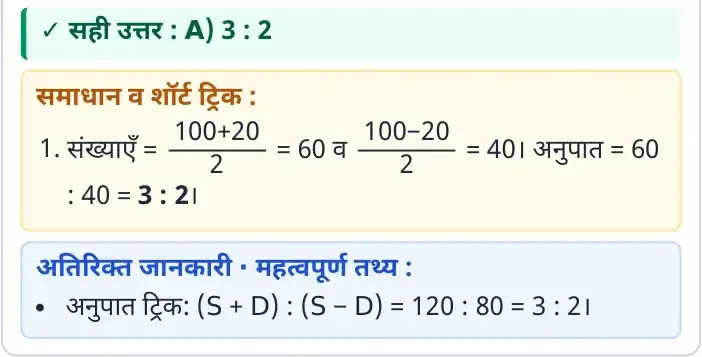 ✓ सही उत्तर : A) 3 : 2
समाधान व शॉर्ट ट्रिक :
1. संख्याएँ = (100+20)/2 = 60 व (100−20)/2 = 40। अनुपात = 60
: 40 = 3 : 2।
अतिरिक्त जानकारी · महत्वपूर्ण तथ्य :
• अनुपात ट्रिक: (S + D) : (S − D) = 120 : 80 = 3 : 2।